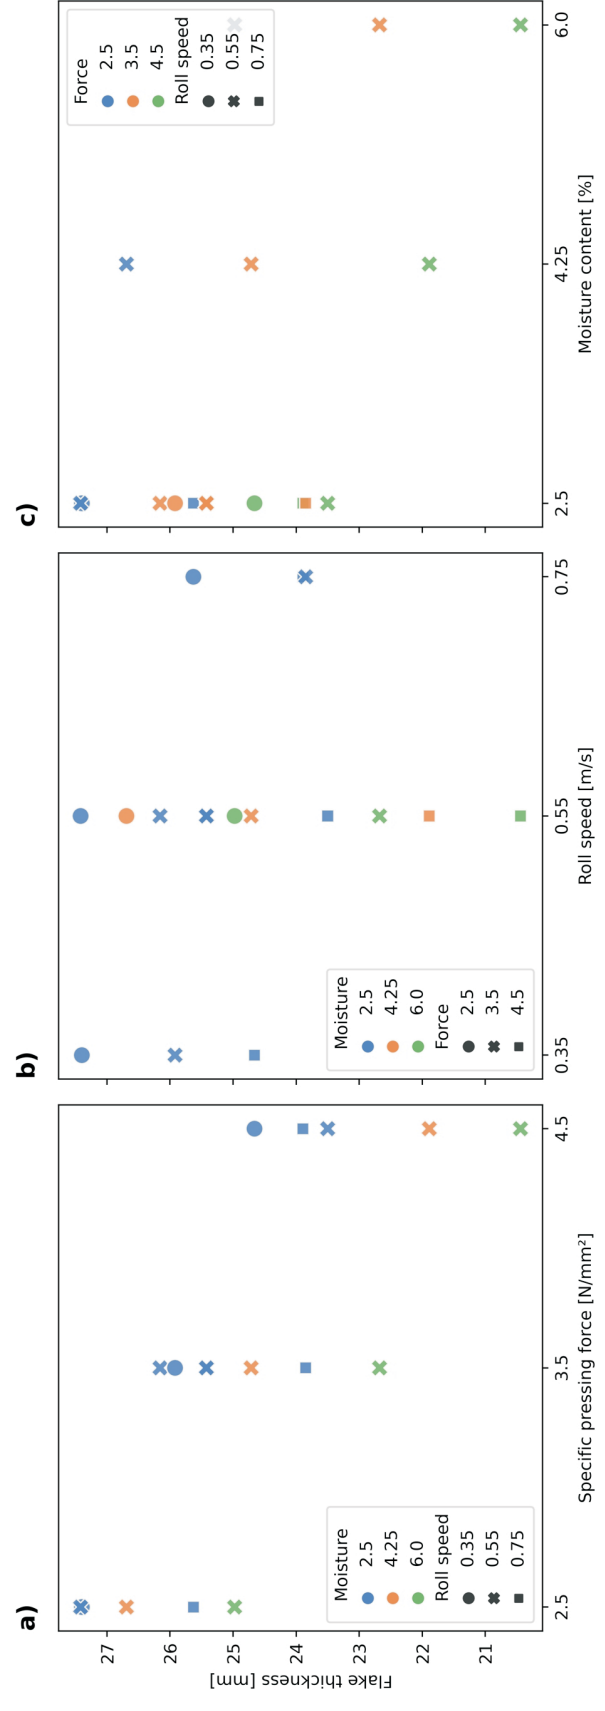 a)
27
26
25
24
23
22
21
Flake thickness [mm]
2.5
3.5
4.5
Specific pressing force [N/mm²]
Moisture
2.5
4.25
6.0
Roll speed
0.35
0.55
0.75
b)
0.35
0.55
0.75
Roll speed [m/s]
Moisture
2.5
4.25
6.0
Force
2.5
3.5
4.5
c)
2.5
4.25
6.0
Moisture content [%]
Force
2.5
3.5
4.5
Roll speed
0.35
0.55
0.75